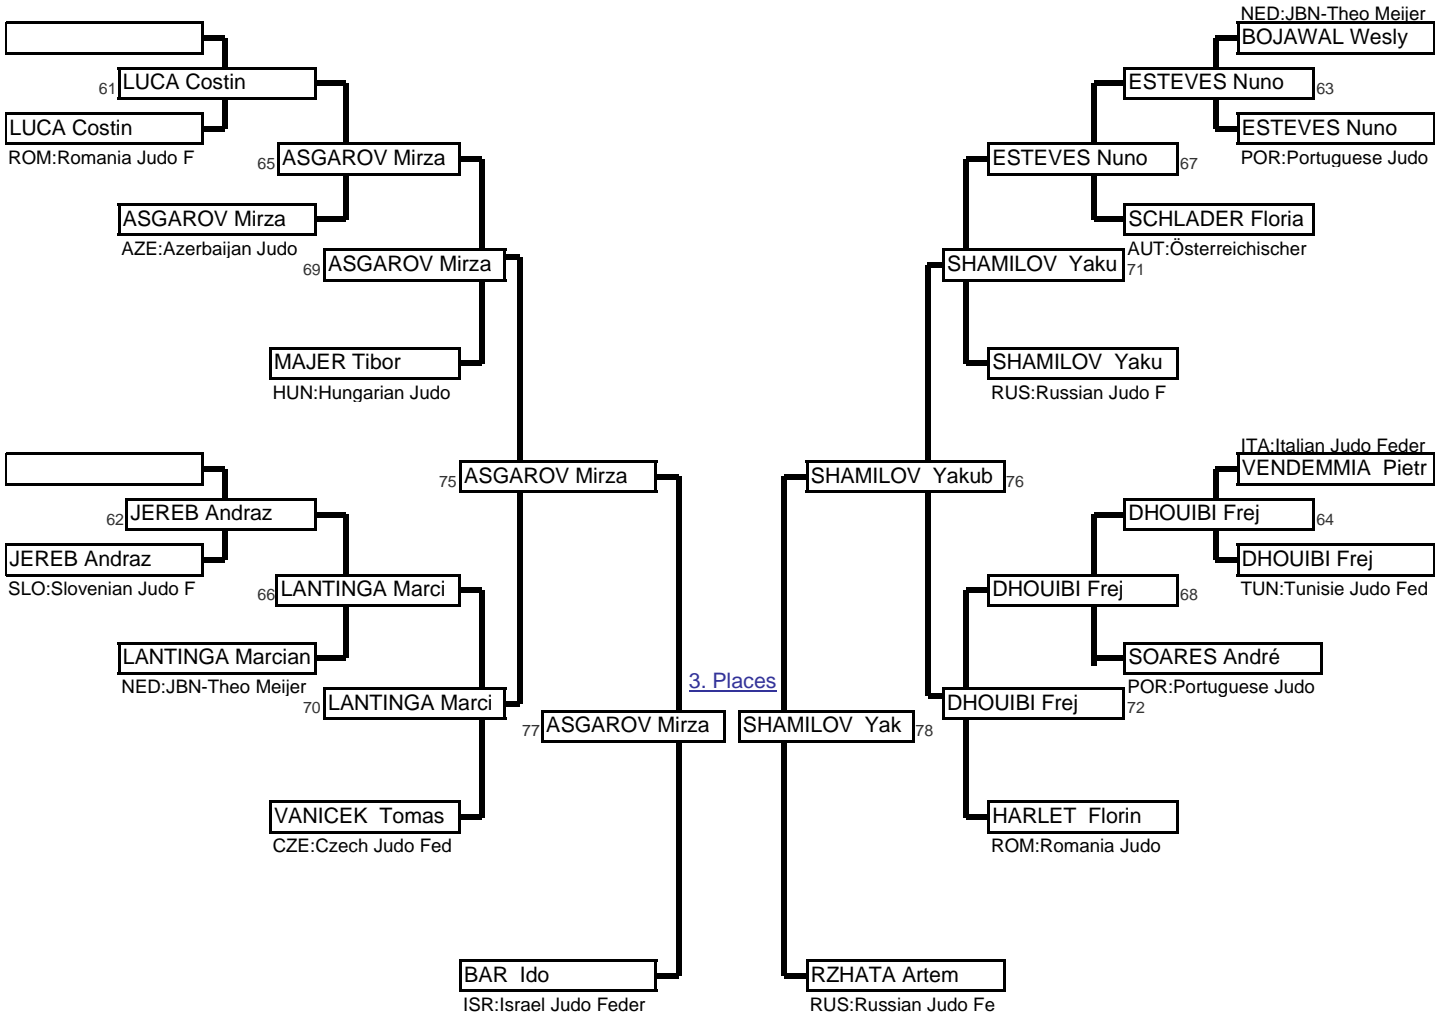 NED:JBN-Theo Meijer
BOJAWAL Wesly
61 LUCA Costin
ESTEVES Nuno 63
LUCA Costin
ROM:Romania Judo F
ESTEVES Nuno
POR:Portuguese Judo
65 ASGAROV Mirza
ESTEVES Nuno 67
ASGAROV Mirza
AZE:Azerbaijan Judo
SCHLADER Floria
AUT:Österreichischer
69 ASGAROV Mirza
SHAMILOV Yaku 71
MAJER Tibor
HUN:Hungarian Judo
SHAMILOV Yaku
RUS:Russian Judo F
ITA:Italian Judo Feder
VENDEMMIA Pietr
75 ASGAROV Mirza
SHAMILOV Yakub 76
62 JEREB Andraz
DHOUIBI Frej 64
JEREB Andraz
SLO:Slovenian Judo F
DHOUIBI Frej
TUN:Tunisie Judo Fed
66 LANTINGA Marci
DHOUIBI Frej 68
LANTINGA Marcian
NED:JBN-Theo Meijer
SOARES André
POR:Portuguese Judo
3. Places
70 LANTINGA Marci
DHOUIBI Frej 72
77 ASGAROV Mirza
SHAMILOV Yak 78
VANICEK Tomas
CZE:Czech Judo Fed
HARLET Florin
ROM:Romania Judo
BAR Ido
ISR:Israel Judo Feder
RZHATA Artem
RUS:Russian Judo Fe